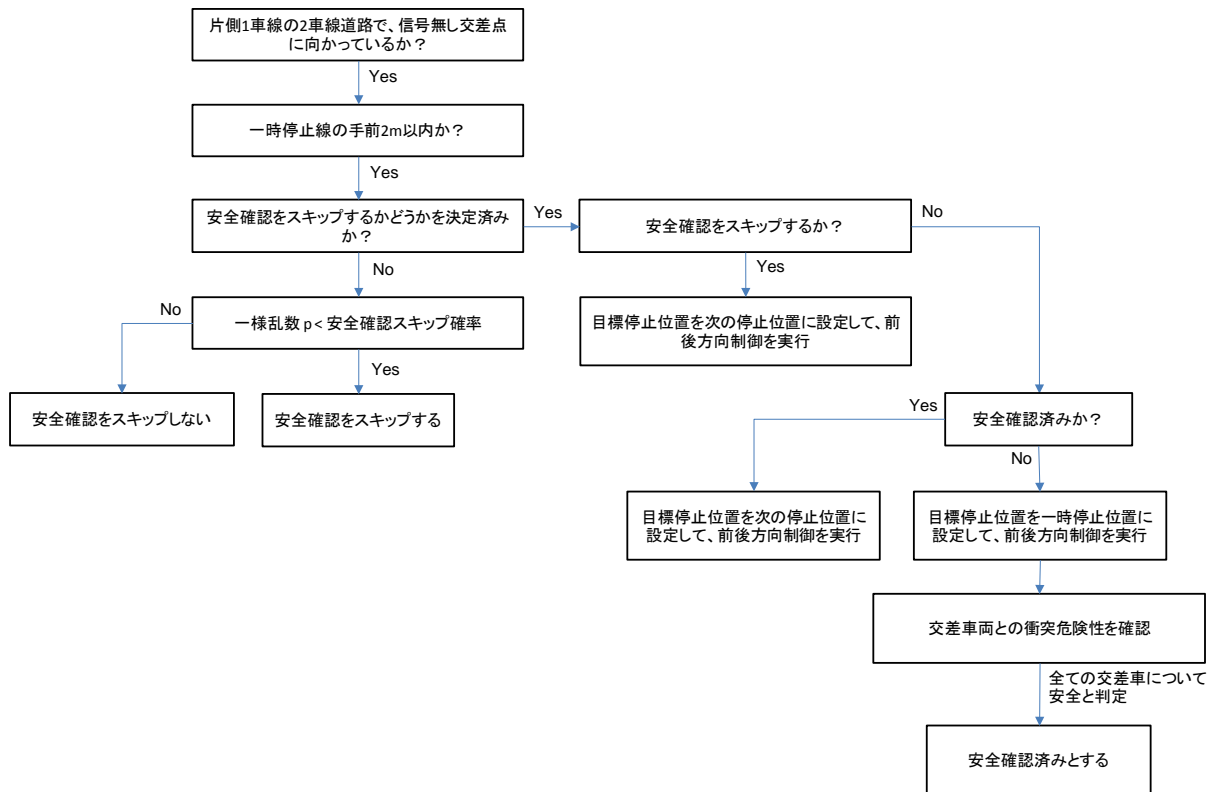 片側1車線の2車線道路で、信号無し交差点
に向かっているか？
Yes
一時停止線の手前2m以内か？
Yes
安全確認をスキップするかどうかを決定済み
か？
Yes
安全確認をスキップするか？
No
No
Yes
No
一様乱数 p < 安全確認スキップ確率
目標停止位置を次の停止位置に設定して、前
後方向制御を実行
Yes
安全確認をスキップしない
安全確認をスキップする
Yes
安全確認済みか？
No
目標停止位置を次の停止位置に
設定して、前後方向制御を実行
目標停止位置を一時停止位置に
設定して、前後方向制御を実行
交差車両との衝突危険性を確認
全ての交差車について
安全と判定
安全確認済みとする